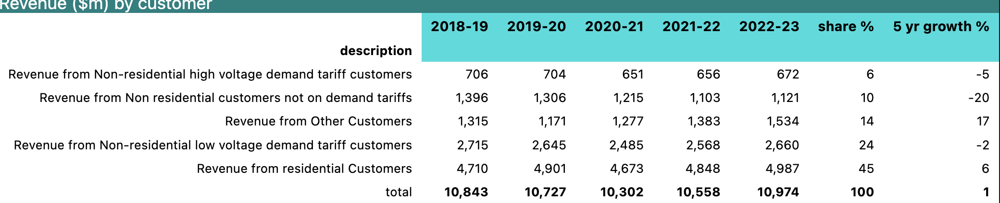 Revenue ($m) by customer
2018-19 2019-20 2020-21 2021-22 2022-23 share % 5 yr growth %
description
Revenue from Non-residential high voltage demand tariff customers 706 704 651 656 672 6 -5
Revenue from Non residential customers not on demand tariffs 1,396 1,306 1,215 1,103 1,121 10 -20
Revenue from Other Customers 1,315 1,171 1,277 1,383 1,534 14 17
Revenue from Non-residential low voltage demand tariff customers 2,715 2,645 2,485 2,568 2,660 24 -2
Revenue from residential Customers 4,710 4,901 4,673 4,848 4,987 45 6
total 10,843 10,727 10,302 10,558 10,974 100 1